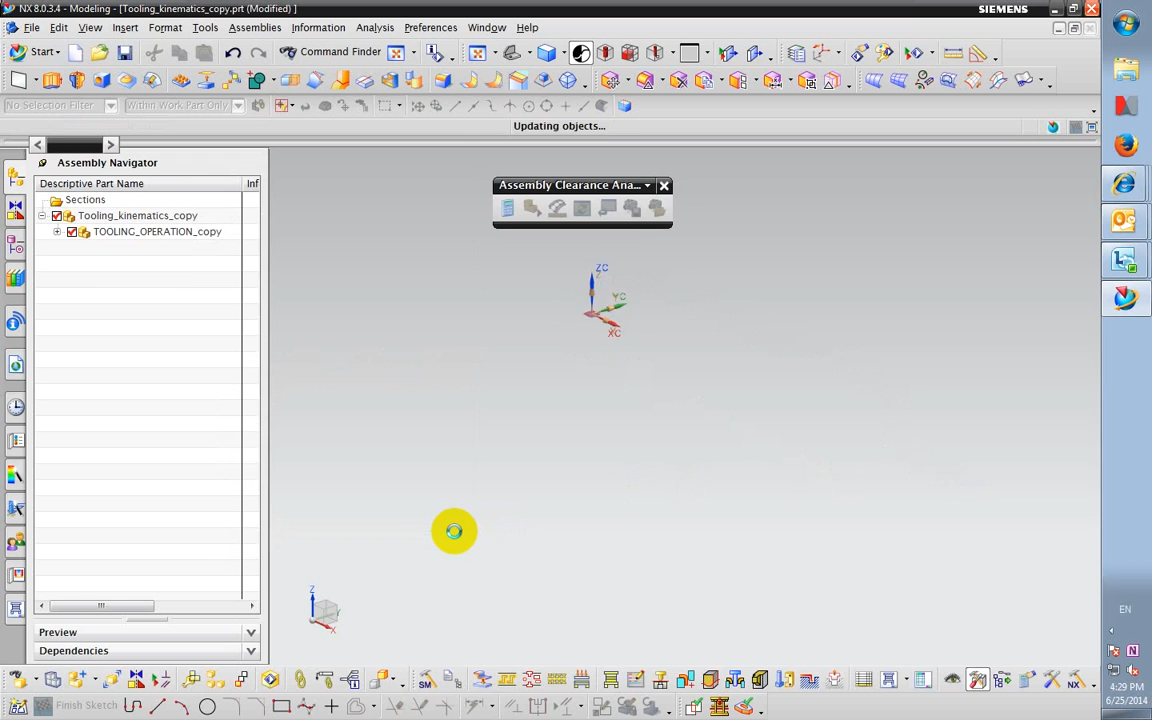 NX 8.0.3.4 - Modeling - [Tooling_kinematics_copy.prt (Modified) ]
SIEMENS
File Edit View Insert Format Tools Assemblies Information Analysis Preferences Window Help
Start Command Finder
No Selection Filter Within Work Part Only
Updating objects...
Assembly Navigator
Descriptive Part Name Inf
Sections
Tooling_kinematics_copy
TOOLING_OPERATION_copy
Assembly Clearance Ana...
ZC
YC
XC
Z
Y
X
Preview
Dependencies
Finish Sketch
SM
NX
EN
4:29 PM
6/25/2014